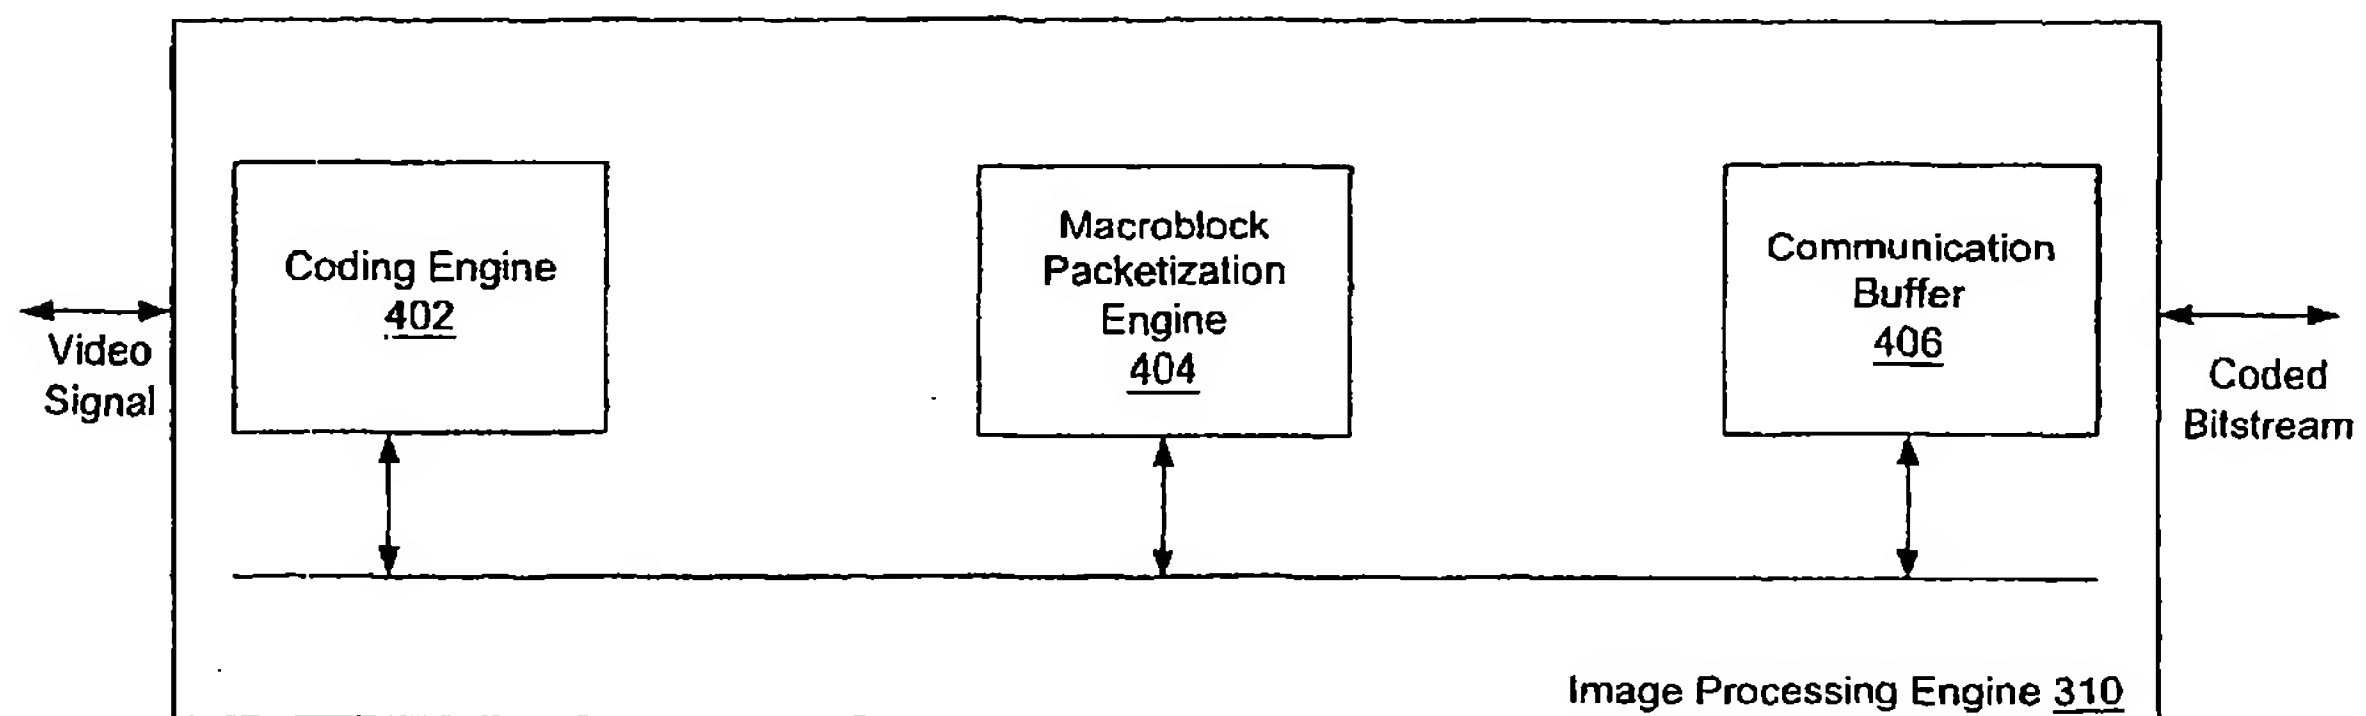 Video
Signal
Coding Engine
402
Macroblock
Packetization
Engine
404
Communication
Buffer
406
Coded
Bitstream
Image Processing Engine 310